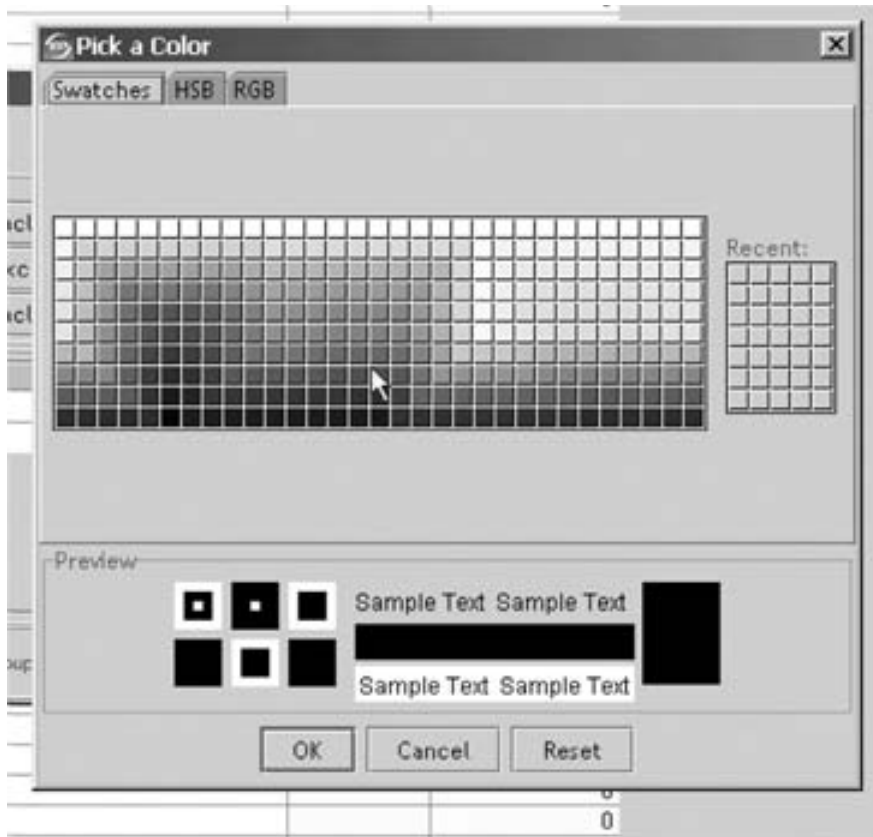 Pick a Color
Swatches HSB RGB
Recent:
Preview
Sample Text Sample Text
Sample Text Sample Text
OK Cancel Reset
0